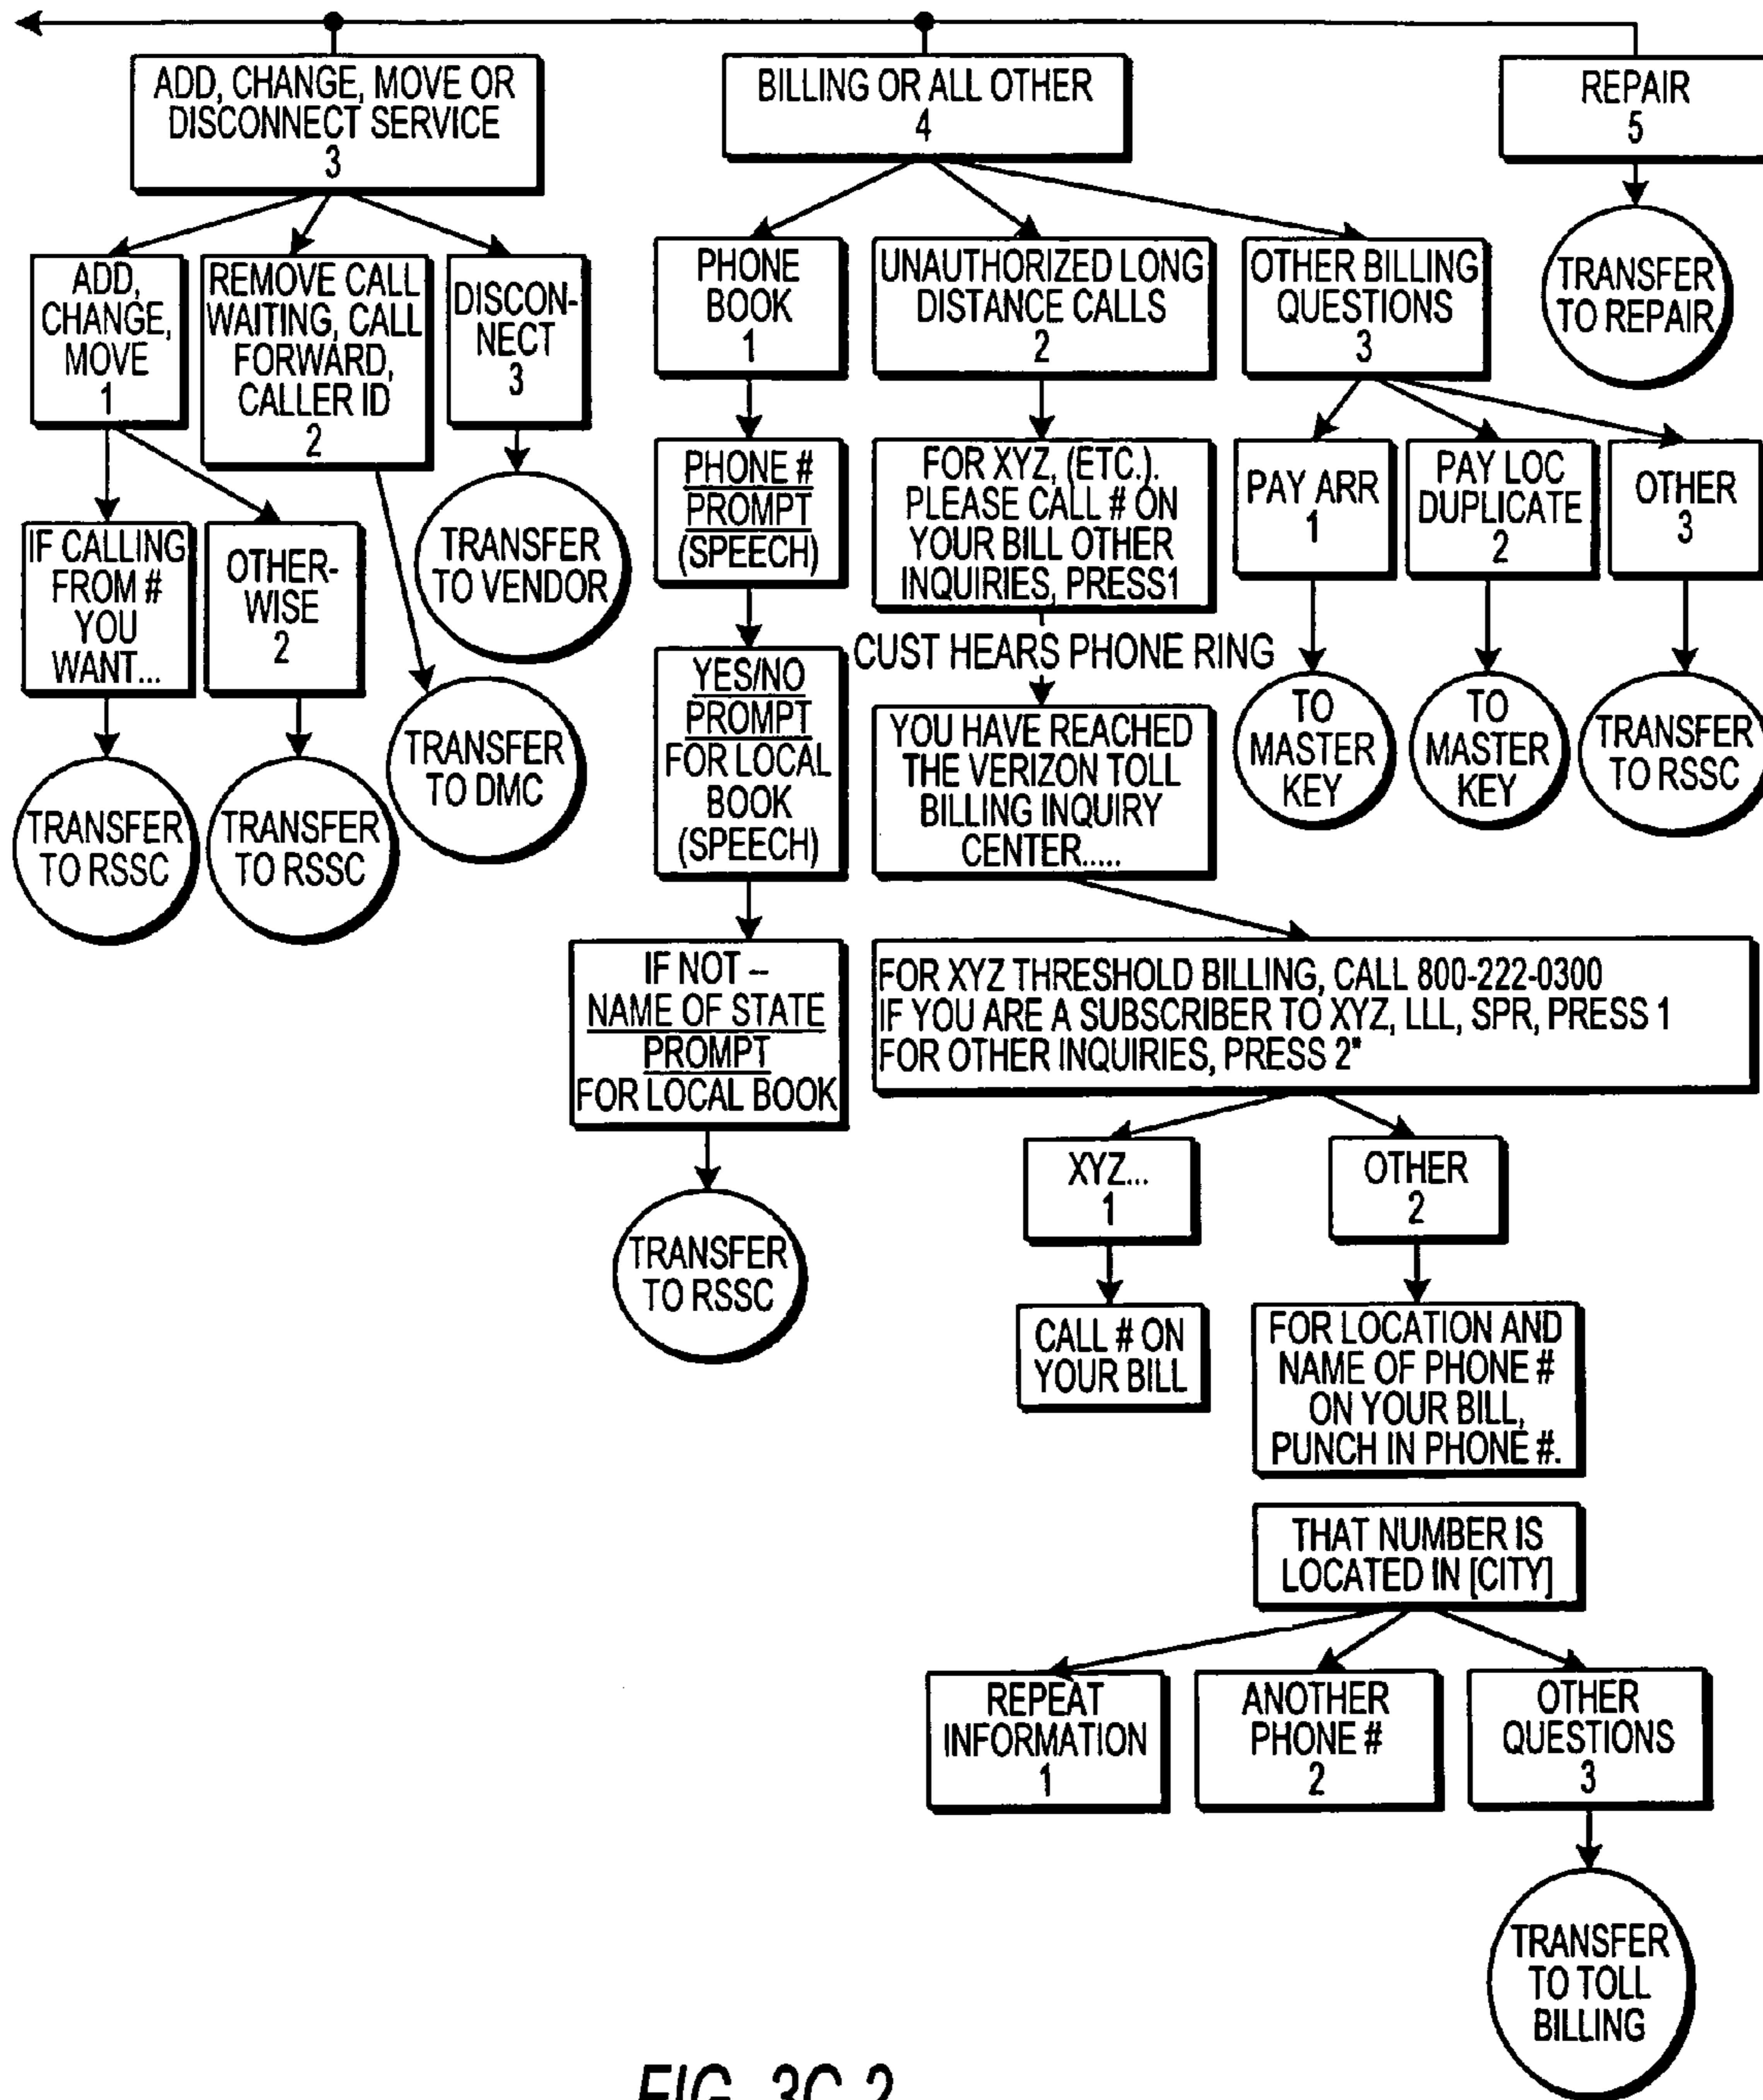 ADD, CHANGE, MOVE OR
DISCONNECT SERVICE
3
BILLING OR ALL OTHER
4
REPAIR
5
ADD,
CHANGE,
MOVE
1
REMOVE CALL
WAITING, CALL
FORWARD,
CALLER ID
2
DISCON-
NECT
3
PHONE
BOOK
1
UNAUTHORIZED LONG
DISTANCE CALLS
2
OTHER BILLING
QUESTIONS
3
TRANSFER
TO REPAIR
IF CALLING
FROM #
YOU
WANT...
OTHER-
WISE
2
TRANSFER
TO VENDOR
PHONE #
PROMPT
(SPEECH)
FOR XYZ, (ETC.).
PLEASE CALL # ON
YOUR BILL OTHER
INQUIRIES, PRESS1
PAY ARR
1
PAY LOC
DUPLICATE
2
OTHER
3
CUST HEARS PHONE RING
TRANSFER
TO RSSC
TRANSFER
TO RSSC
TRANSFER
TO DMC
YES/NO
PROMPT
FOR LOCAL
BOOK
(SPEECH)
YOU HAVE REACHED
THE VERIZON TOLL
BILLING INQUIRY
CENTER.....
TO
MASTER
KEY
TO
MASTER
KEY
TRANSFER
TO RSSC
IF NOT –
NAME OF STATE
PROMPT
FOR LOCAL BOOK
FOR XYZ THRESHOLD BILLING, CALL 800-222-0300
IF YOU ARE A SUBSCRIBER TO XYZ, LLL, SPR, PRESS 1
FOR OTHER INQUIRIES, PRESS 2"
TRANSFER
TO RSSC
XYZ...
1
OTHER
2
CALL # ON
YOUR BILL
FOR LOCATION AND
NAME OF PHONE #
ON YOUR BILL,
PUNCH IN PHONE #.
THAT NUMBER IS
LOCATED IN [CITY]
REPEAT
INFORMATION
1
ANOTHER
PHONE #
2
OTHER
QUESTIONS
3
TRANSFER
TO TOLL
BILLING
FIG. 3C-2